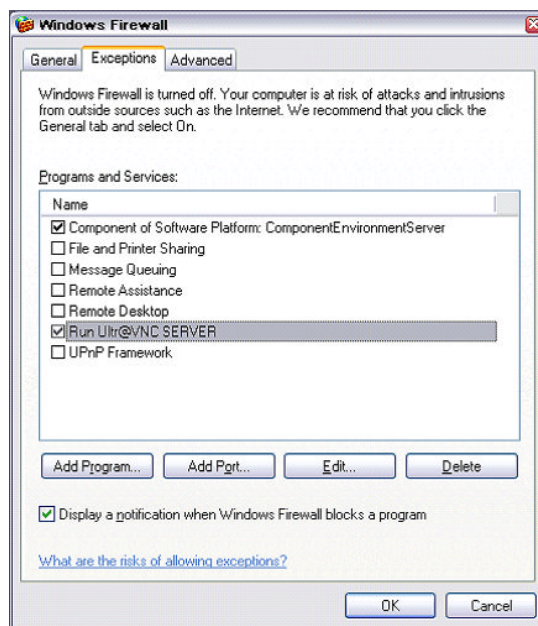 Windows Firewall
General Exceptions Advanced
Windows Firewall is turned off. Your computer is at risk of attacks and intrusions
from outside sources such as the Internet. We recommend that you click the
General tab and select On.
Programs and Services:
Name
Component of Software Platform: ComponentEnvironmentServer
File and Printer Sharing
Message Queuing
Remote Assistance
Remote Desktop
Run Ultr@VNC SERVER
UPnP Framework
Add Program... Add Port... Edit... Delete
Display a notification when Windows Firewall blocks a program
What are the risks of allowing exceptions?
OK Cancel